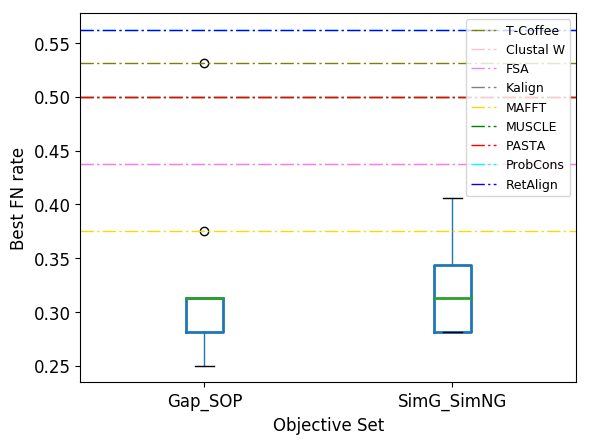 Best FN rate
0.55
0.50
0.45
0.40
0.35
0.30
0.25
T-Coffee
Clustal W
FSA
Kalign
MAFFT
MUSCLE
PASTA
ProbCons
RetAlign
Gap_SOP SimG_SimNG
Objective Set